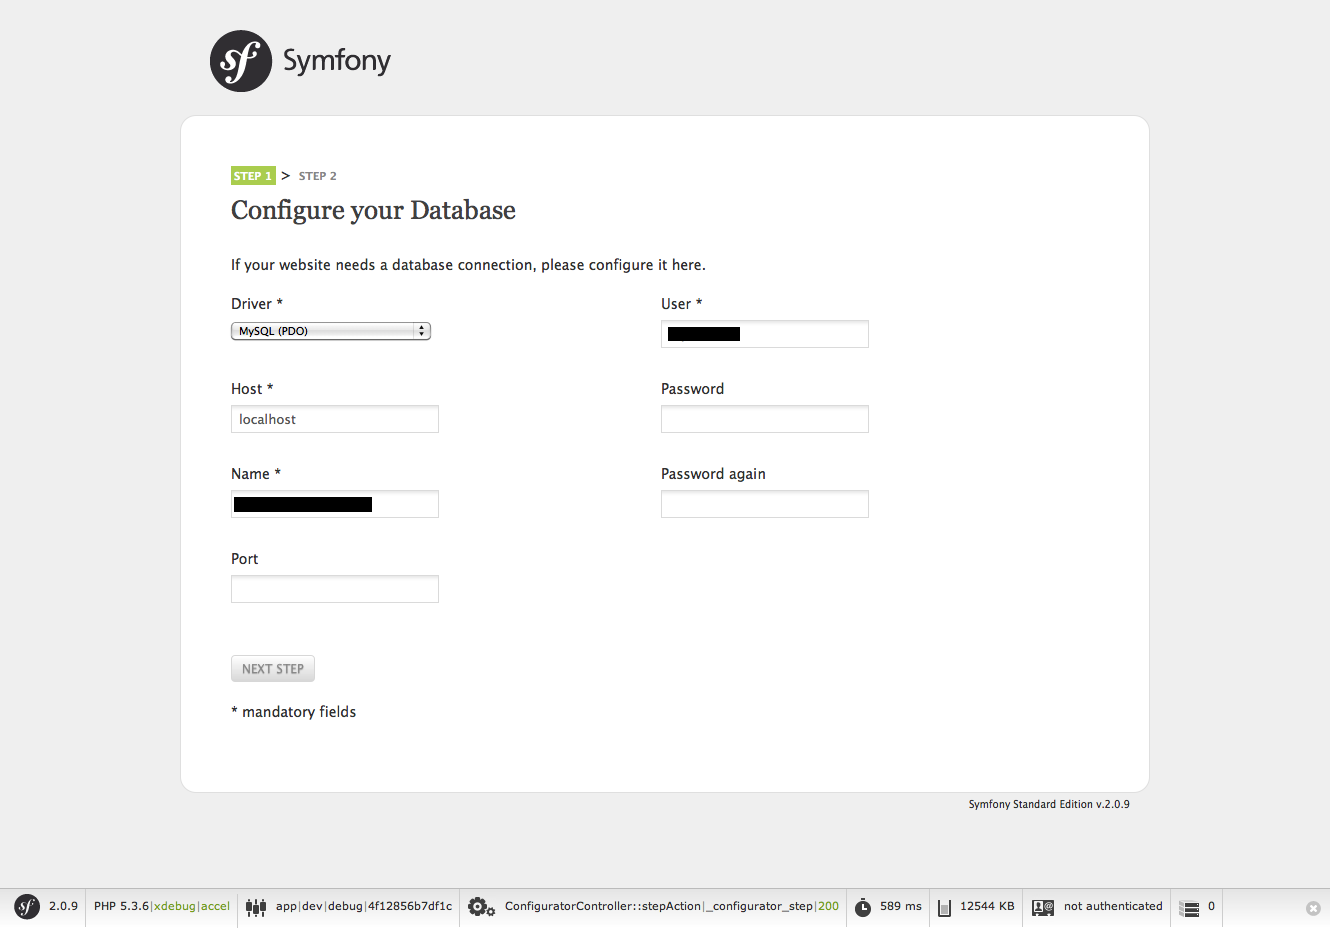 sf Symfony
STEP 1 > STEP 2
Configure your Database
If your website needs a database connection, please configure it here.
Driver *
MySQL (PDO)
User *
Host *
localhost
Password
Name *
Password again
Port
NEXT STEP
* mandatory fields
Symfony Standard Edition v.2.0.9
sf 2.0.9 PHP 5.3.6|xdebug|accel app|dev|debug|4f12856b7df1c ConfiguratorController::stepAction|_configurator_step|200 589 ms 12544 KB not authenticated 0